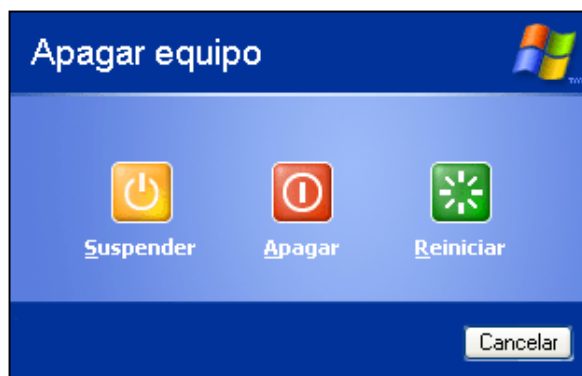 Apagar equipo
Suspender
Apagar
Reiniciar
Cancelar